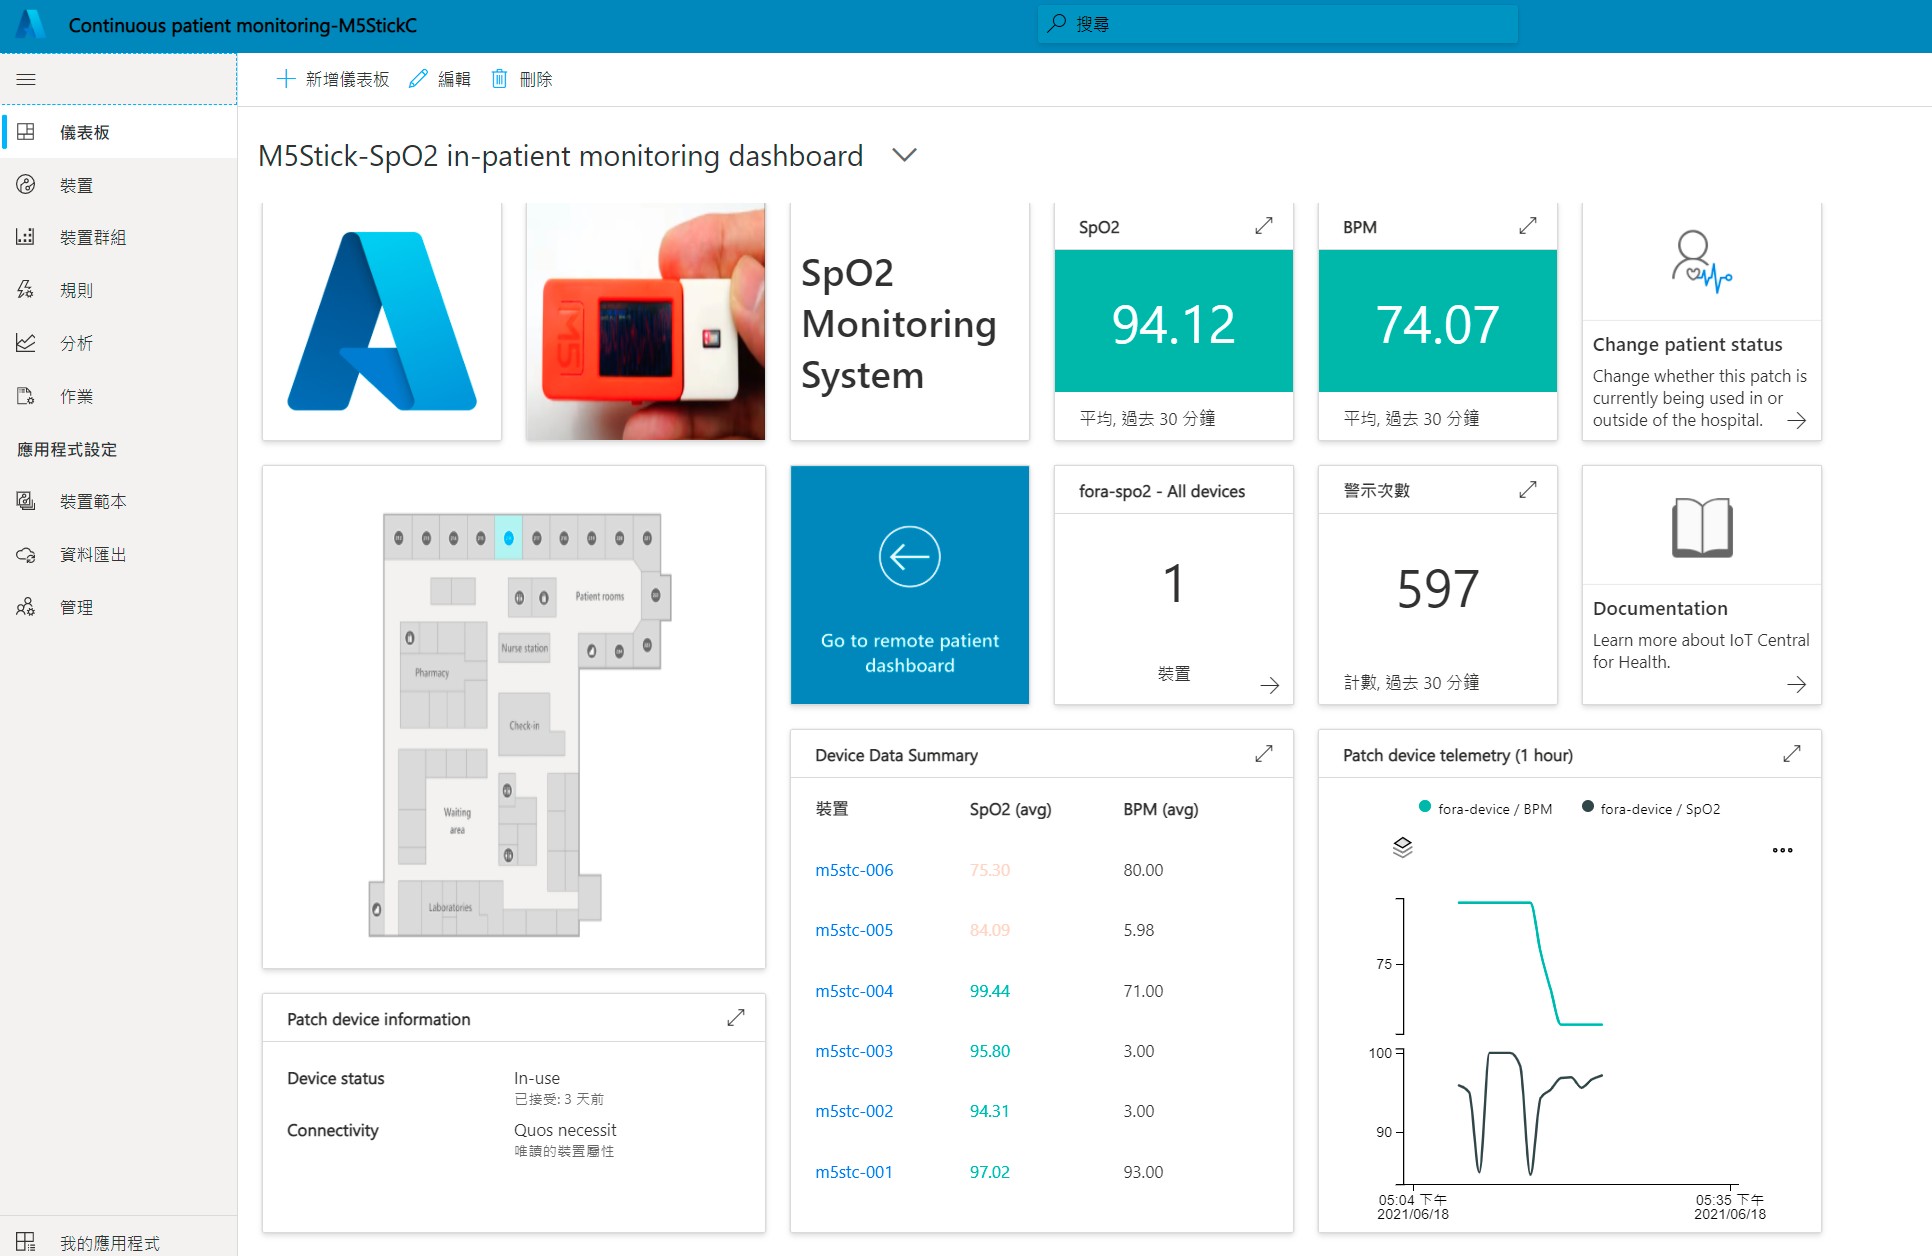 Continuous patient monitoring-M5StickC
搜尋
新增儀表板
編輯
刪除
儀表板
裝置
裝置群組
規則
分析
作業
應用程式設定
裝置範本
資料匯出
管理
我的應用程式
M5Stick-SpO2 in-patient monitoring dashboard
M5
SpO2
Monitoring
System
SpO2
94.12
平均, 過去 30 分鐘
BPM
74.07
平均, 過去 30 分鐘
Change patient status
Change whether this patch is
currently being used in or
outside of the hospital.
Patient rooms
Nurse station
Pharmacy
Check-in
Waiting
area
Laboratories
Go to remote patient
dashboard
fora-spo2 - All devices
1
裝置
警示次數
597
計數, 過去 30 分鐘
Documentation
Learn more about IoT Central
for Health.
Patch device information
Device status
In-use
已接受: 3 天前
Connectivity
Quos necessit
唯讀的裝置屬性
Device Data Summary
裝置 SpO2 (avg) BPM (avg)
m5stc-006 75.30 80.00
m5stc-005 84.09 5.98
m5stc-004 99.44 71.00
m5stc-003 95.80 3.00
m5stc-002 94.31 3.00
m5stc-001 97.02 93.00
Patch device telemetry (1 hour)
fora-device / BPM
fora-device / SpO2
75
100
90
05:04 下午
2021/06/18
05:35 下午
2021/06/18